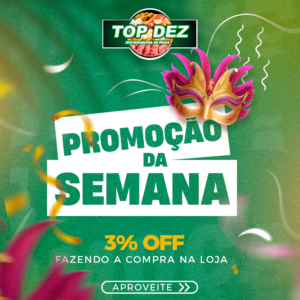 TOP DEZ
PROMOÇÃO
DA
SEMANA
3% OFF
FAZENDO A COMPRA NA LOJA
APROVEITE >>